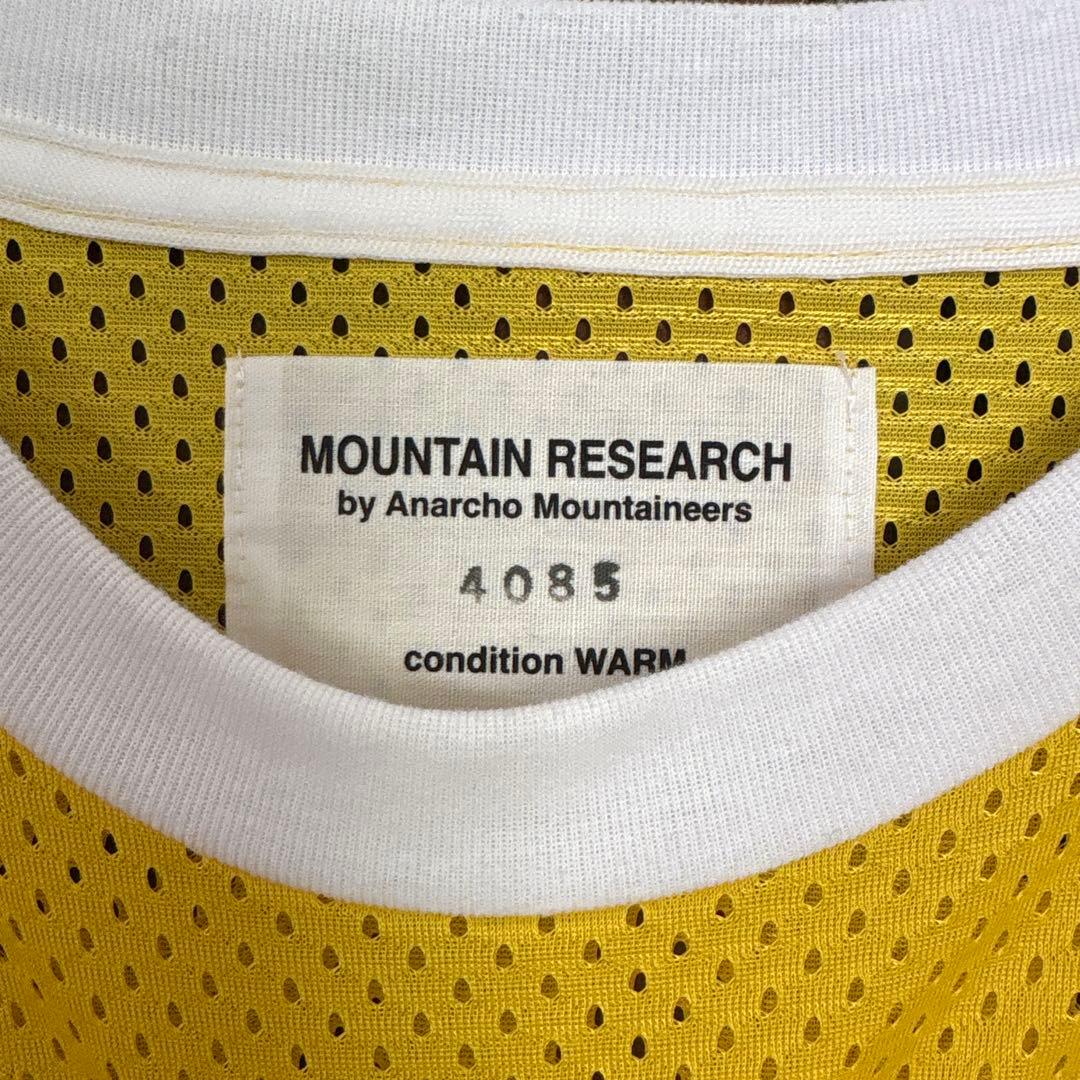 MOUNTAIN RESEARCH
by Anarcho Mountaineers
4085
condition WARM